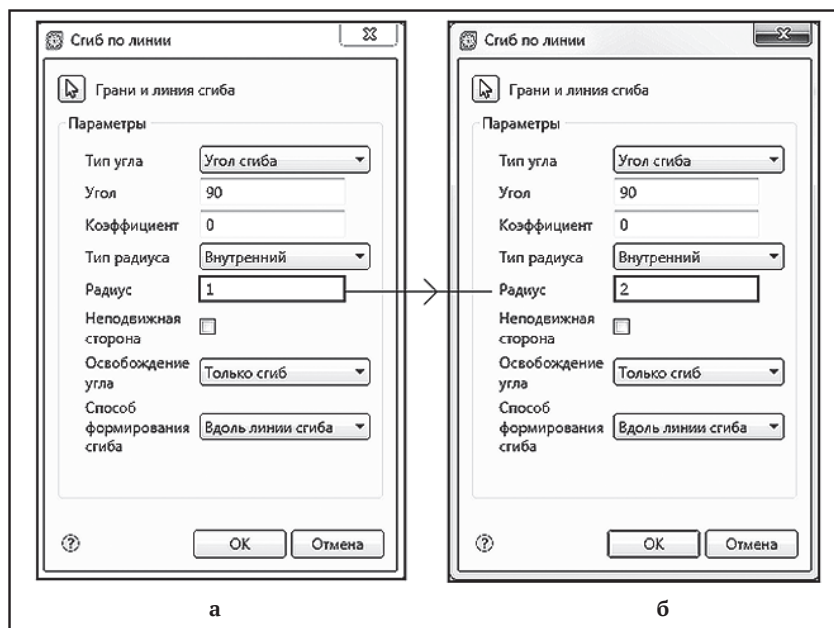 Сгиб по линии
Грани и линия сгиба
Параметры
Тип угла Угол сгиба
Угол 90
Коэффициент 0
Тип радиуса Внутренний
Радиус 1
Неподвижная
сторона
Освобождение
угла Только сгиб
Способ
формирования
сгиба Вдоль линии сгиба
? ОК Отмена
а
Сгиб по линии
Грани и линия сгиба
Параметры
Тип угла Угол сгиба
Угол 90
Коэффициент 0
Тип радиуса Внутренний
Радиус 2
Неподвижная
сторона
Освобождение
угла Только сгиб
Способ
формирования
сгиба Вдоль линии сгиба
? ОК Отмена
б